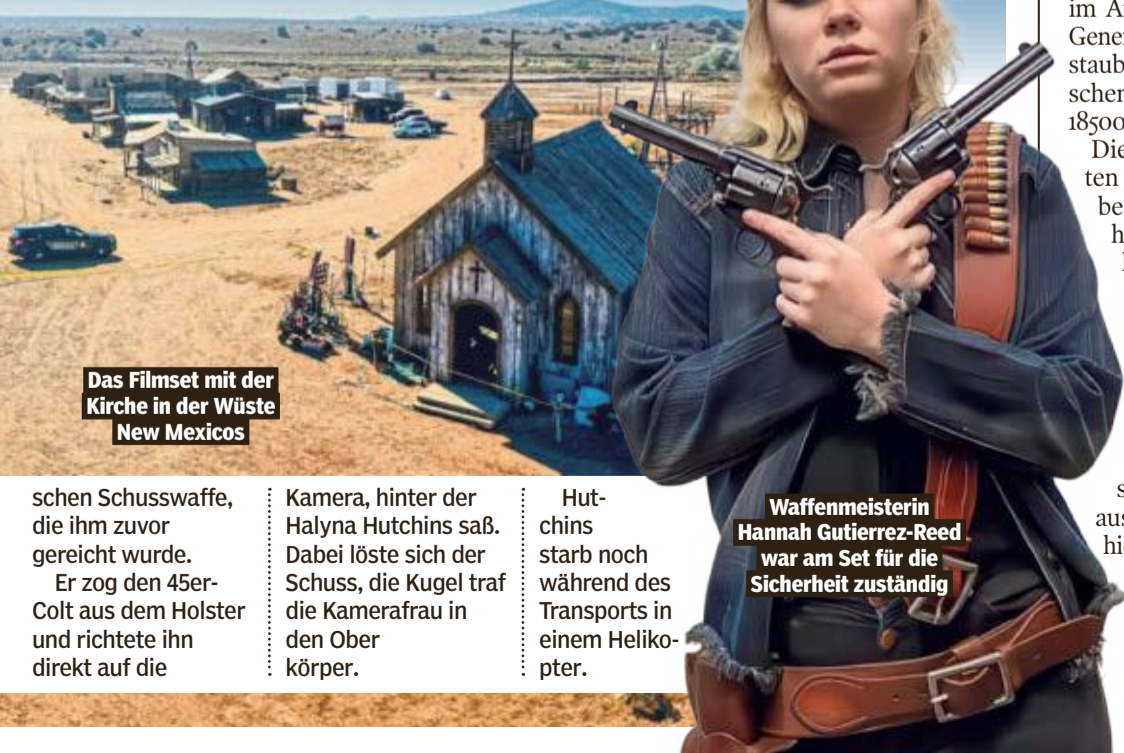 Das Filmset mit der
Kirche in der Wüste
New Mexicos
schen Schusswaffe,
die ihm zuvor
gereicht wurde.
Er zog den 45er-
Colt aus dem Holster
und richtete ihn
direkt auf die
Kamera, hinter der
Halyna Hutchins saß.
Dabei löste sich der
Schuss, die Kugel traf
die Kamerafrau in
den Ober
körper.
Hut-
chins
starb noch
während des
Transports in
einem Heliko-
pter.
Waffenmeisterin
Hannah Gutierrez-Reed
war am Set für die
Sicherheit zuständig
im A
Gene
staub
schen
18500
Die
ten
be
h
s
aus
hi